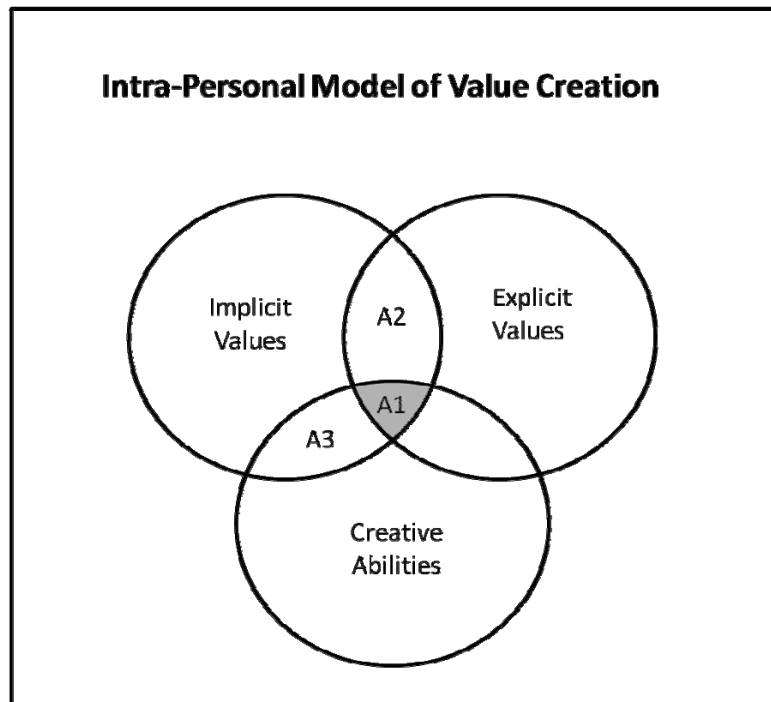 Intra-Personal Model of Value Creation
Implicit
Values
A2
Explicit
Values
A1
A3
Creative
Abilities